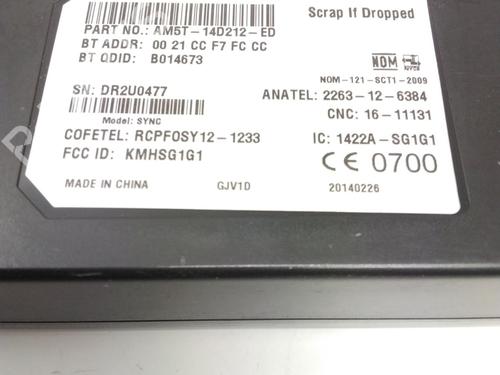 PART NO.: AM5T-14D212-ED
Scrap If Dropped
BT ADDR: 00 21 CC F7 FC CC
BT QDID: B014673
NOM
NOM-121-SCT1-2009
SN: DR2U0477
ANATEL: 2263-12-6384
Model: SYNC
CNC: 16-11131
COFETEL: RCPFOSY12-1233
IC: 1422A-SG1G1
FCC ID: KMHSG1G1
CE 0700
MADE IN CHINA
GJV1D
20140226